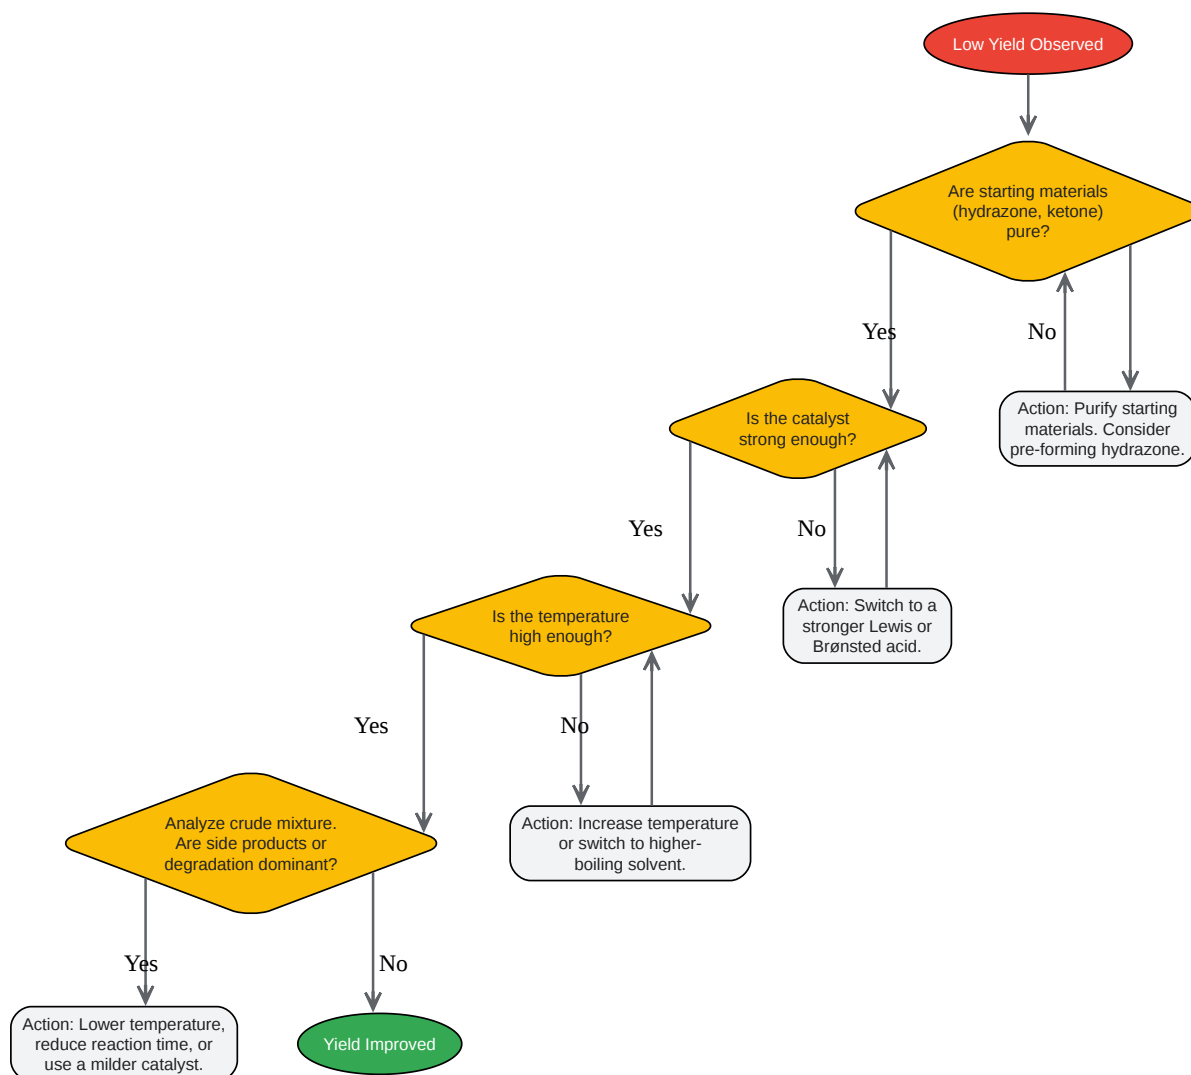 Low Yield Observed
Are starting materials
(hydrazone, ketone)
pure?
Yes
No
Action: Purify starting
materials. Consider
pre-forming hydrazone.
Is the catalyst
strong enough?
Yes
No
Action: Switch to a
stronger Lewis or
Brønsted acid.
Is the temperature
high enough?
Yes
No
Action: Increase temperature
or switch to higher-
boiling solvent.
Analyze crude mixture.
Are side products or
degradation dominant?
Yes
No
Action: Lower temperature,
reduce reaction time, or
use a milder catalyst.
Yield Improved